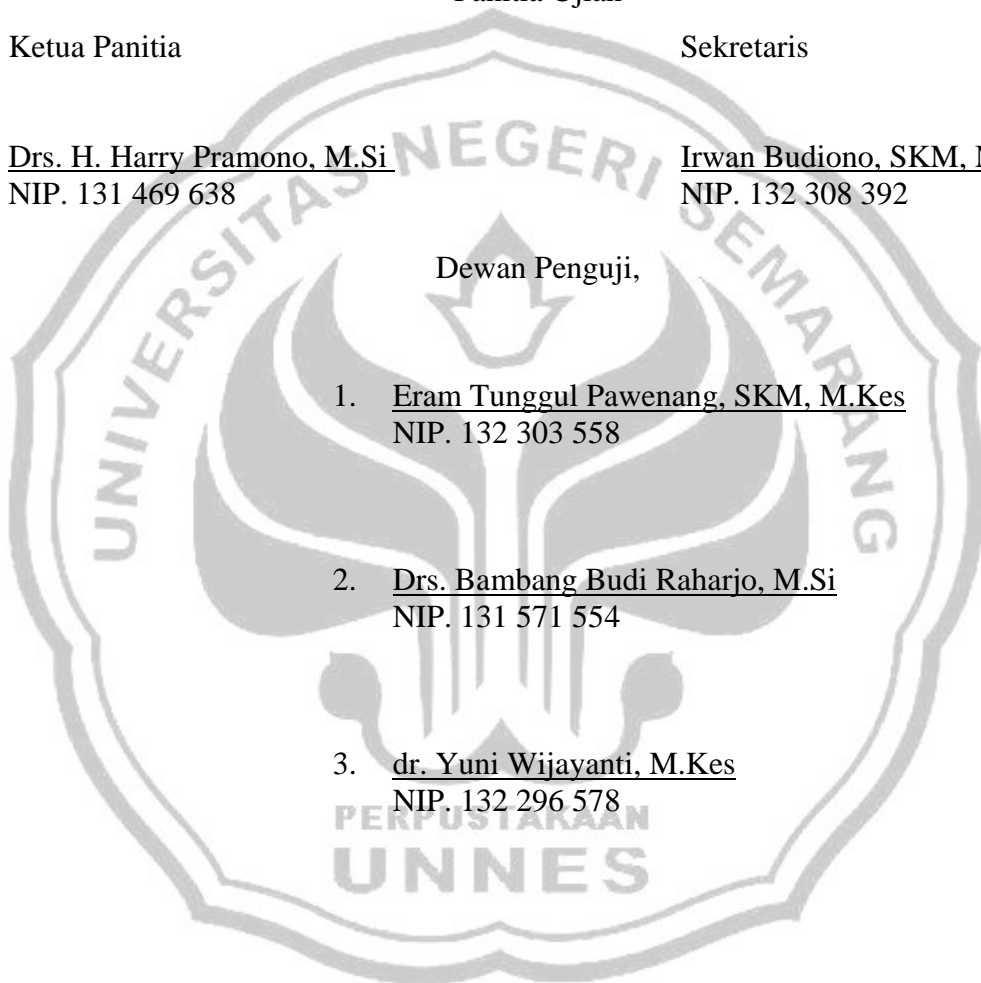 Ketua Panitia
Sekretaris
Drs. H. Harry Pramono, M.Si
Irwan Budiono, SKM,
NIP. 131 469 638
NIP. 132 308 392
Dewan Penguji,
1. Eram Tunggul Pawenang, SKM, M.Kes
NIP. 132 303 558
2. Drs. Bambang Budi Raharjo, M.Si
NIP. 131 571 554
3. dr. Yuni Wijayanti, M.Kes
NIP. 132 296 578
UNIVERSITAS NEGERI SEMARANG
PERPUSTAKAAN
UNNES